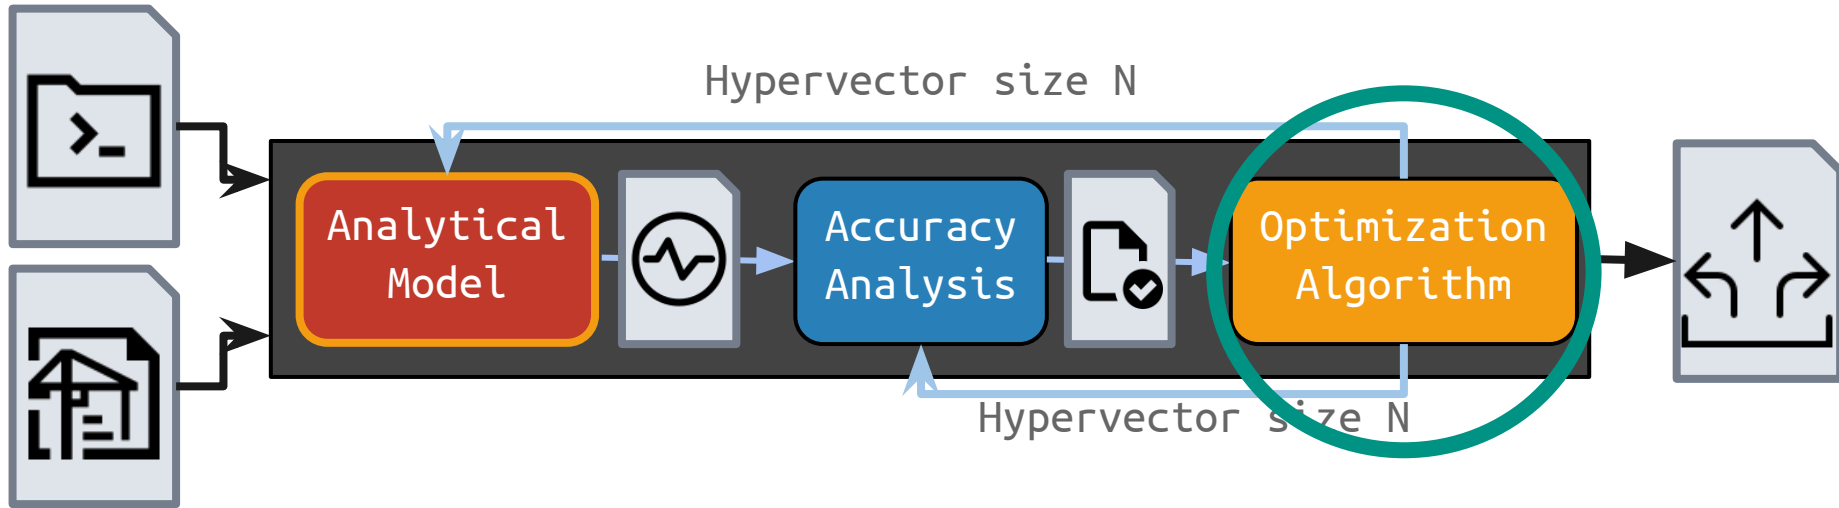 Hypervector size N
Analytical
Model
Accuracy
Analysis
Optimization
Algorithm
Hypervector size N